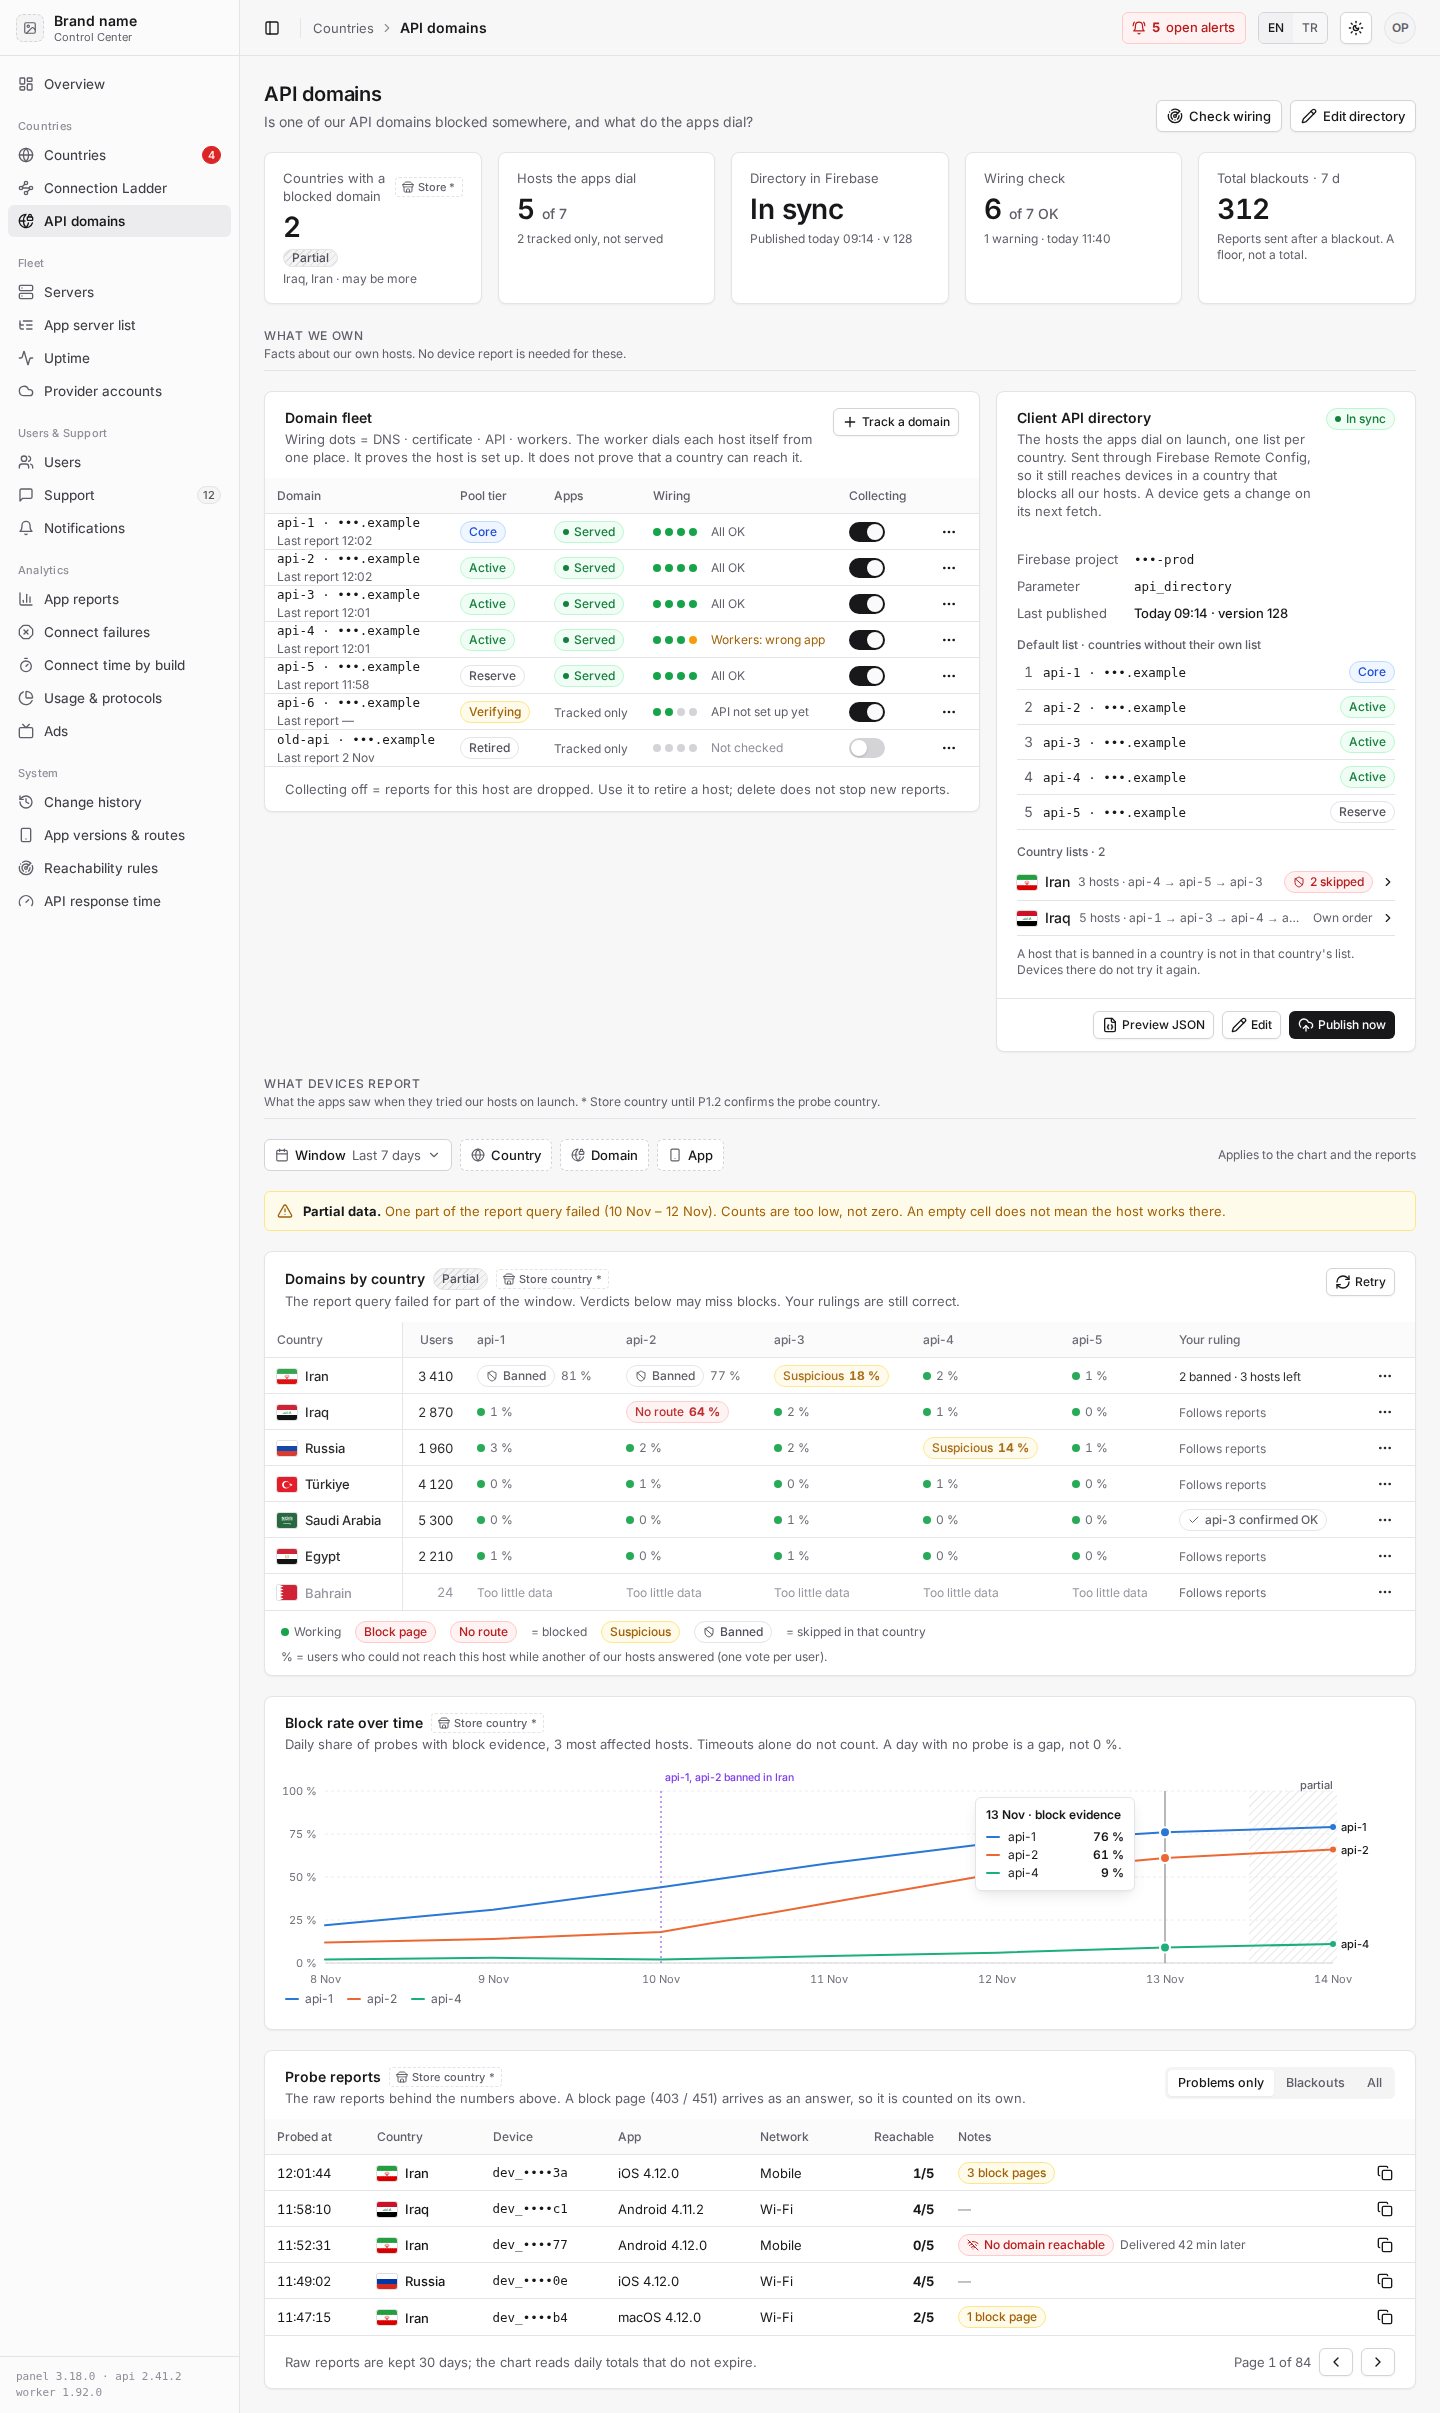 Brand name
Control Center
Overview
Countries
Countries 4
Connection Ladder
API domains
Fleet
Servers
App server list
Uptime
Provider accounts
Users & Support
Users
Support 12
Notifications
Analytics
App reports
Connect failures
Connect time by build
Usage & protocols
Ads
System
Change history
App versions & routes
Reachability rules
API response time
panel 3.18.0 · api 2.41.2
worker 1.92.0
Countries > API domains
5 open alerts
EN TR
OP
API domains
Is one of our API domains blocked somewhere, and what do the apps dial?
Check wiring
Edit directory
Countries with a
blocked domain
Store *
2
Partial
Iraq, Iran · may be more
Hosts the apps dial
5 of 7
2 tracked only, not served
Directory in Firebase
In sync
Published today 09:14 · v 128
Wiring check
6 of 7 OK
1 warning · today 11:40
Total blackouts · 7 d
312
Reports sent after a blackout. A
floor, not a total.
WHAT WE OWN
Facts about our own hosts. No device report is needed for these.
Domain fleet
Wiring dots = DNS · certificate · API · workers. The worker dials each host itself from
one place. It proves the host is set up. It does not prove that a country can reach it.
Track a domain
Domain Pool tier Apps Wiring Collecting
api-1 · •••.example
Last report 12:02
Core Served All OK
api-2 · •••.example
Last report 12:02
Active Served All OK
api-3 · •••.example
Last report 12:01
Active Served All OK
api-4 · •••.example
Last report 12:01
Active Served Workers: wrong app
api-5 · •••.example
Last report 11:58
Reserve Served All OK
api-6 · •••.example
Last report —
Verifying Tracked only API not set up yet
old-api · •••.example
Last report 2 Nov
Retired Tracked only Not checked
Collecting off = reports for this host are dropped. Use it to retire a host; delete does not stop new reports.
Client API directory
In sync
The hosts the apps dial on launch, one list per
country. Sent through Firebase Remote Config,
so it still reaches devices in a country that
blocks all our hosts. A device gets a change on
its next fetch.
Firebase project •••-prod
Parameter api_directory
Last published Today 09:14 · version 128
Default list · countries without their own list
1 api-1 · •••.example Core
2 api-2 · •••.example Active
3 api-3 · •••.example Active
4 api-4 · •••.example Active
5 api-5 · •••.example Reserve
Country lists · 2
Iran 3 hosts · api-4 → api-5 → api-3 2 skipped
Iraq 5 hosts · api-1 → api-3 → api-4 → a... Own order
A host that is banned in a country is not in that country's list.
Devices there do not try it again.
Preview JSON
Edit
Publish now
WHAT DEVICES REPORT
What the apps saw when they tried our hosts on launch. * Store country until P1.2 confirms the probe country.
Window Last 7 days
Country
Domain
App
Applies to the chart and the reports
Partial data. One part of the report query failed (10 Nov – 12 Nov). Counts are too low, not zero. An empty cell does not mean the host works there.
Domains by country Partial Store country *
The report query failed for part of the window. Verdicts below may miss blocks. Your rulings are still correct.
Retry
Country Users api-1 api-2 api-3 api-4 api-5 Your ruling
Iran 3 410 Banned 81 % Banned 77 % Suspicious 18 % 2 % 1 % 2 banned · 3 hosts left
Iraq 2 870 1 % No route 64 % 2 % 1 % 0 % Follows reports
Russia 1 960 3 % 2 % 2 % Suspicious 14 % 1 % Follows reports
Türkiye 4 120 0 % 1 % 0 % 1 % 0 % Follows reports
Saudi Arabia 5 300 0 % 0 % 1 % 0 % 0 % api-3 confirmed OK
Egypt 2 210 1 % 0 % 1 % 0 % 0 % Follows reports
Bahrain 24 Too little data Too little data Too little data Too little data Too little data Follows reports
Working Block page No route = blocked Suspicious Banned = skipped in that country
% = users who could not reach this host while another of our hosts answered (one vote per user).
Block rate over time Store country *
Daily share of probes with block evidence, 3 most affected hosts. Timeouts alone do not count. A day with no probe is a gap, not 0 %.
api-1, api-2 banned in Iran
partial
100 %
75 %
50 %
25 %
0 %
13 Nov · block evidence
api-1 76 %
api-2 61 %
api-4 9 %
api-1
api-2
api-4
8 Nov 9 Nov 10 Nov 11 Nov 12 Nov 13 Nov 14 Nov
api-1 api-2 api-4
Probe reports Store country *
The raw reports behind the numbers above. A block page (403 / 451) arrives as an answer, so it is counted on its own.
Problems only Blackouts All
Probed at Country Device App Network Reachable Notes
12:01:44 Iran dev_••••3a iOS 4.12.0 Mobile 1/5 3 block pages
11:58:10 Iraq dev_••••c1 Android 4.11.2 Wi-Fi 4/5 —
11:52:31 Iran dev_••••77 Android 4.12.0 Mobile 0/5 No domain reachable Delivered 42 min later
11:49:02 Russia dev_••••0e iOS 4.12.0 Wi-Fi 4/5 —
11:47:15 Iran dev_••••b4 macOS 4.12.0 Wi-Fi 2/5 1 block page
Raw reports are kept 30 days; the chart reads daily totals that do not expire.
Page 1 of 84